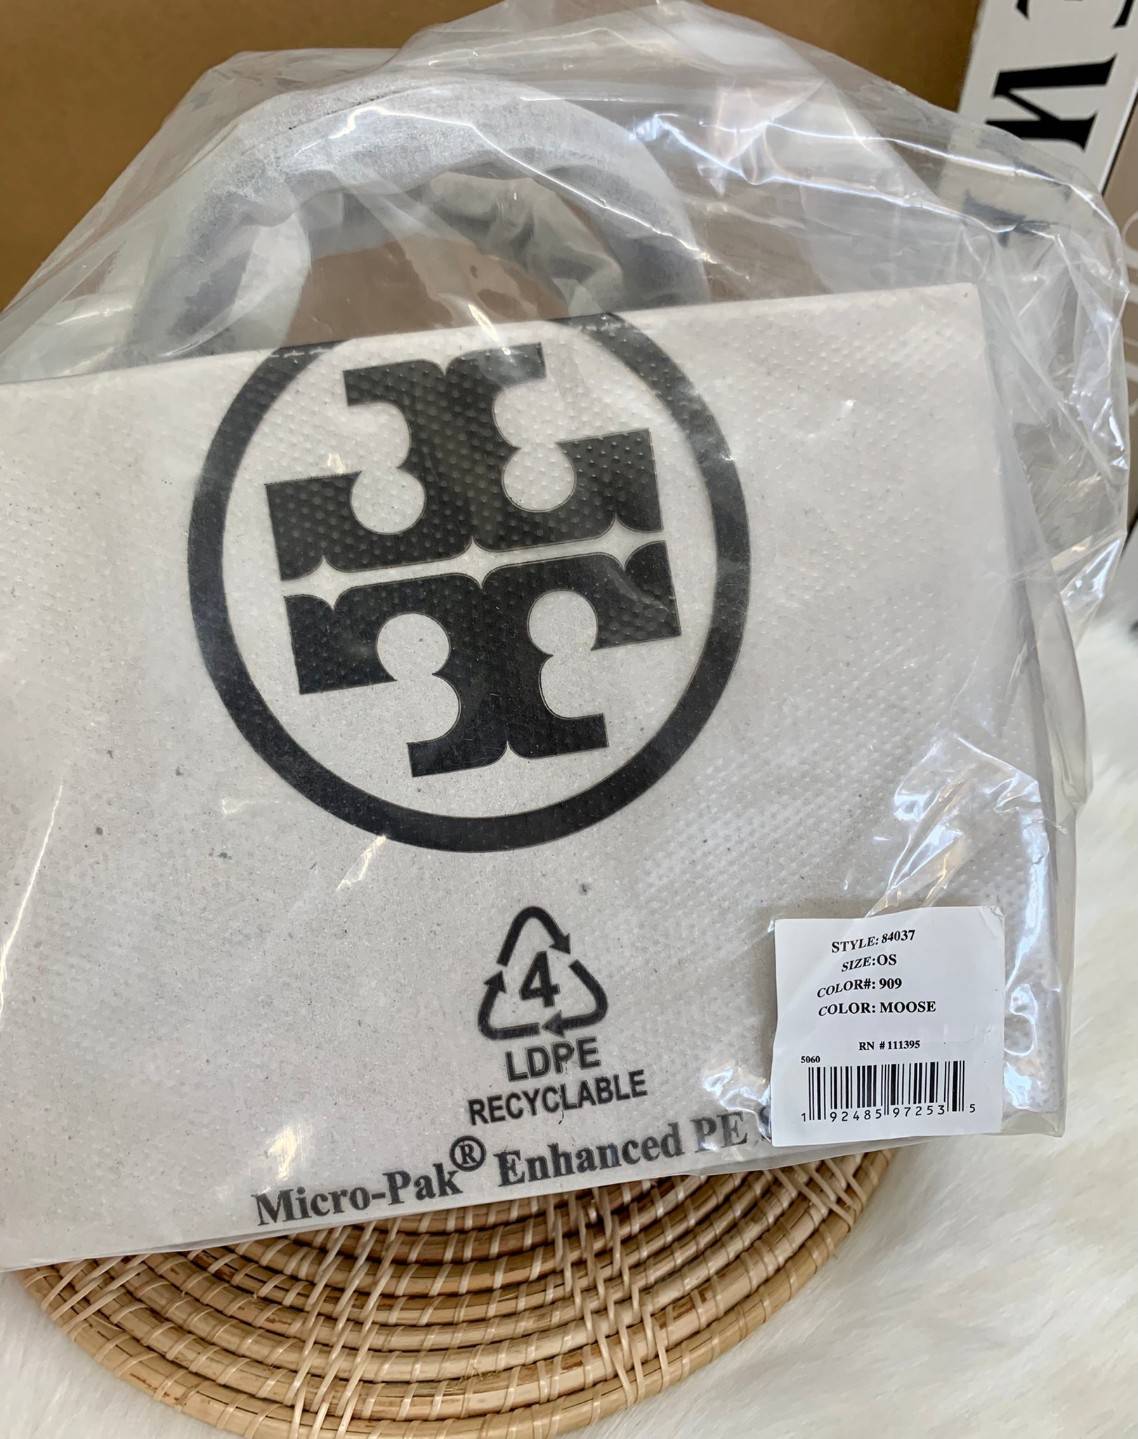 4
LDPE
RECYCLABLE
Micro-Pak® Enhanced PE
STYLE: 84037
SIZE:OS
COLOR#: 909
COLOR: MOOSE
RN # 111395
5060
1 92485 97253 5